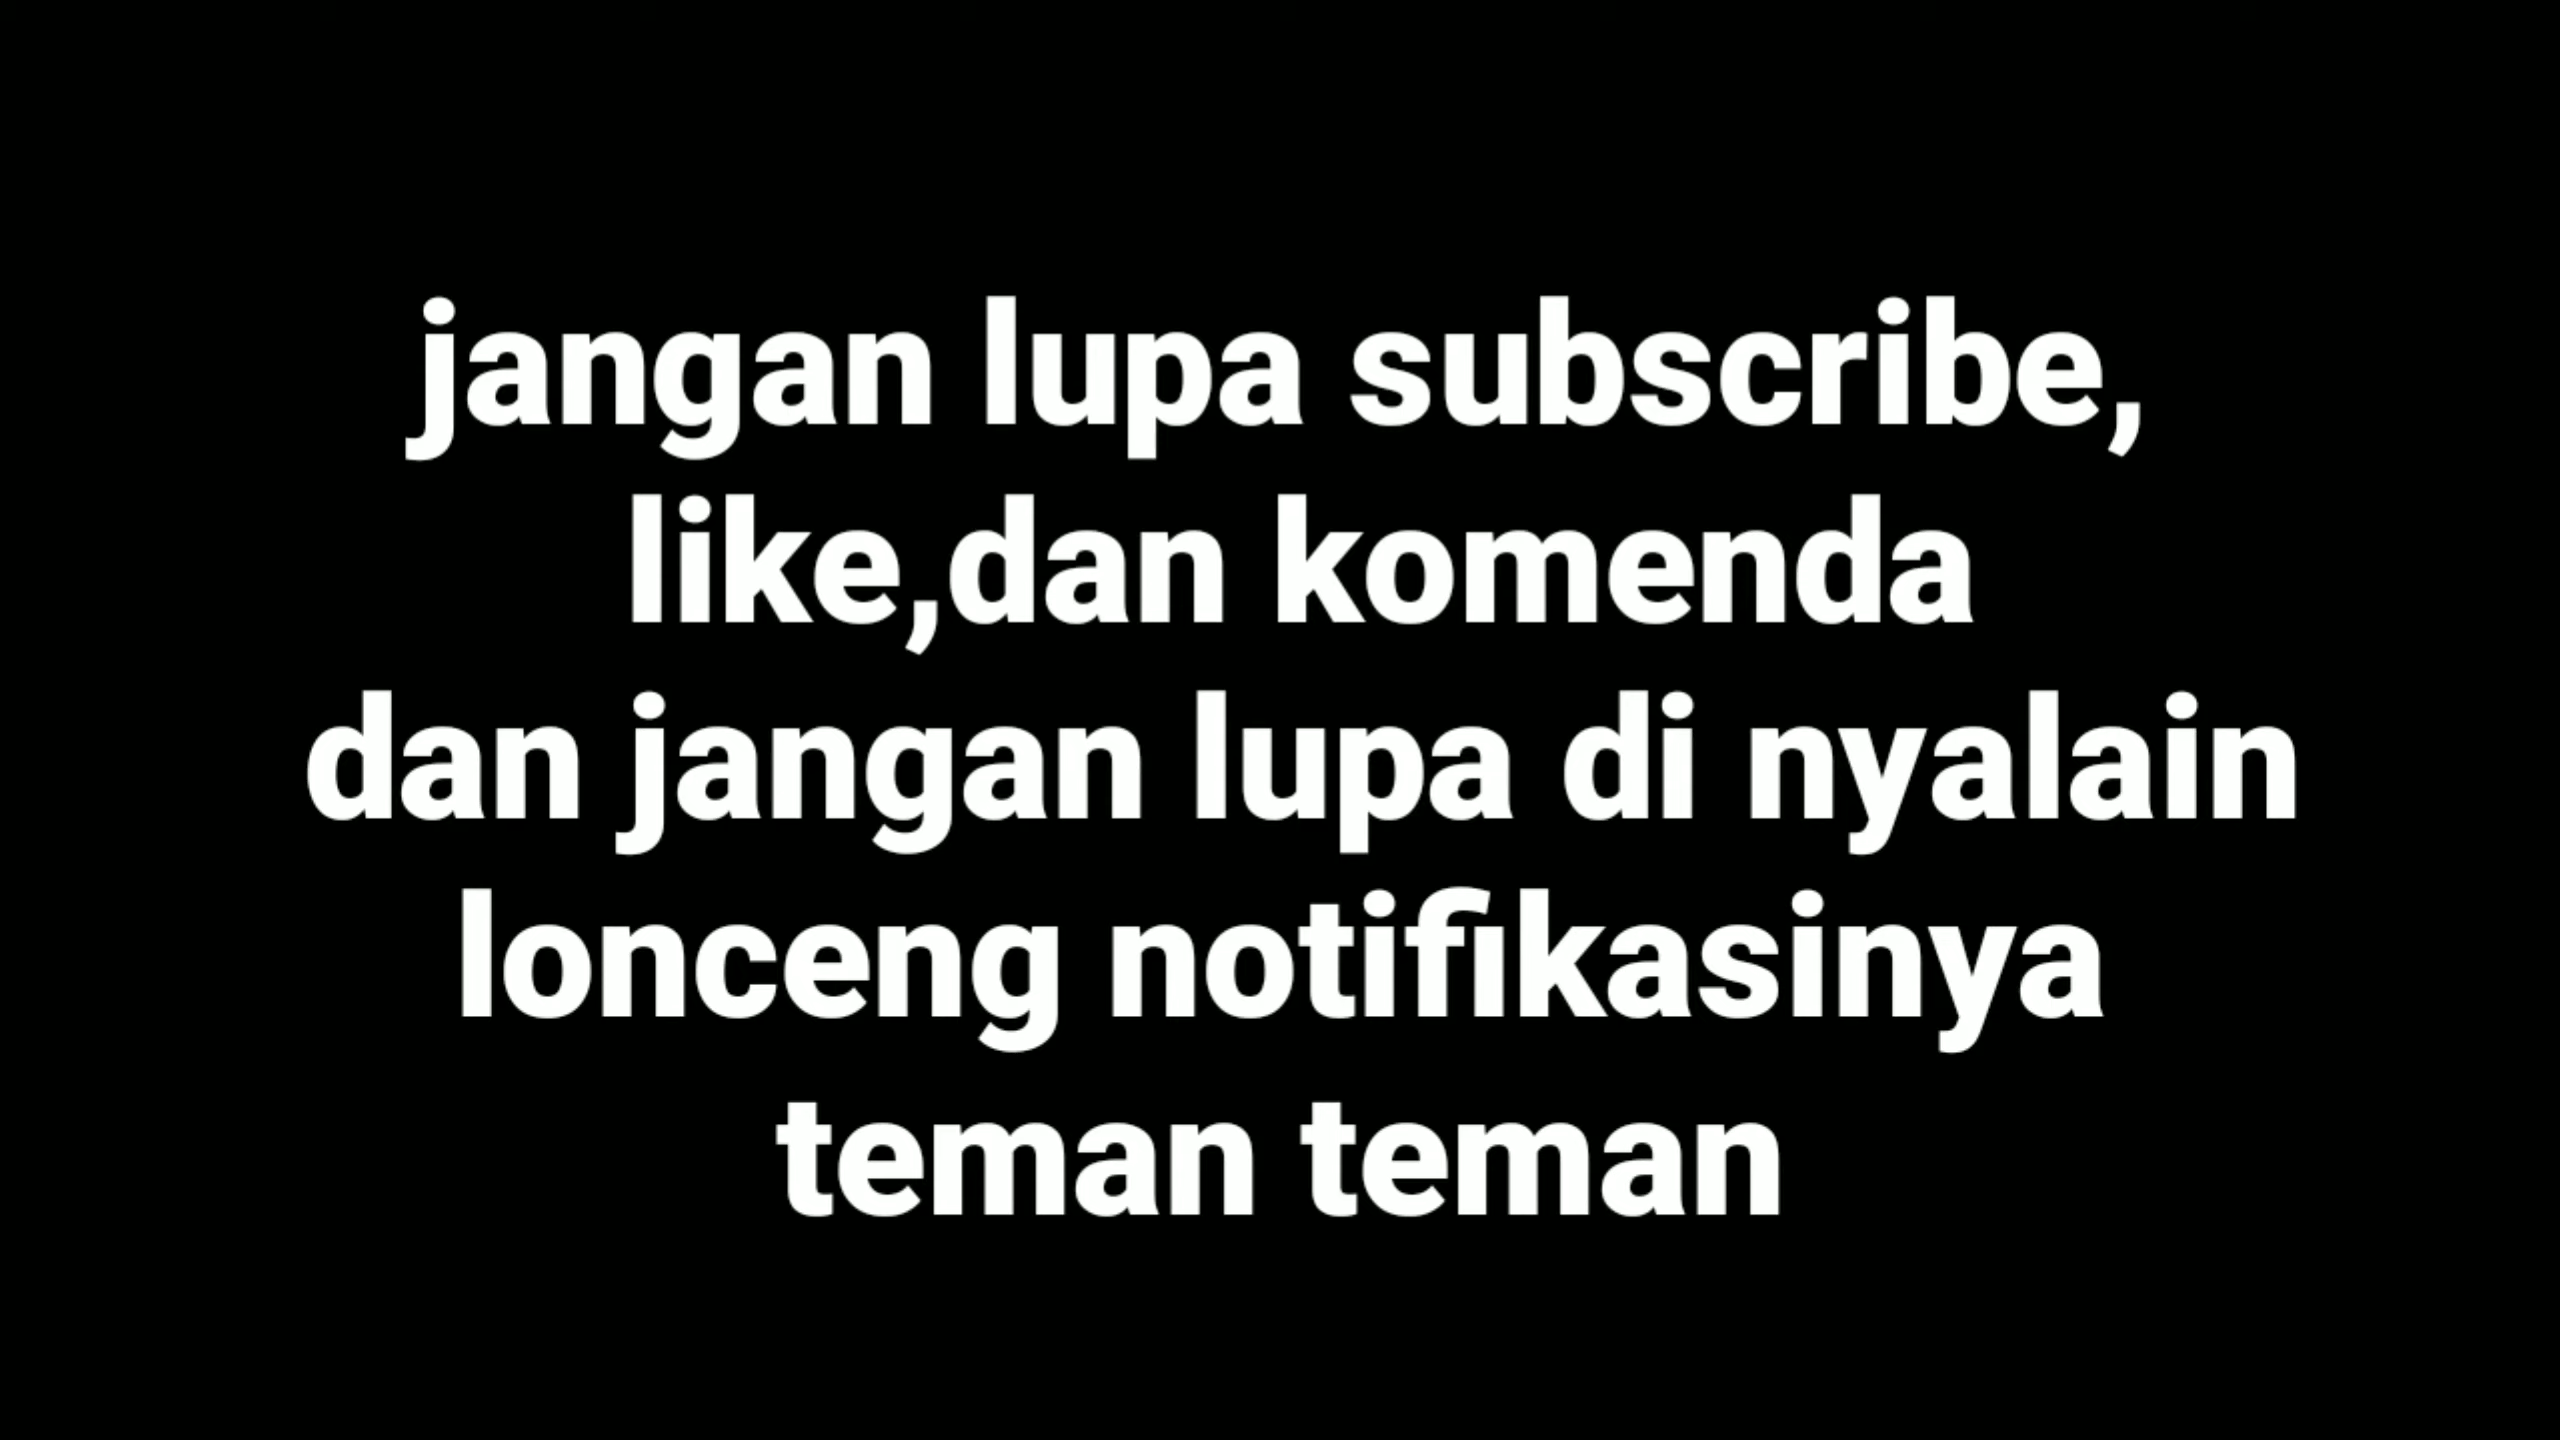 jangan lupa subscribe,
like,dan komenda
dan jangan lupa di nyalain
lonceng notifikasinya
teman teman